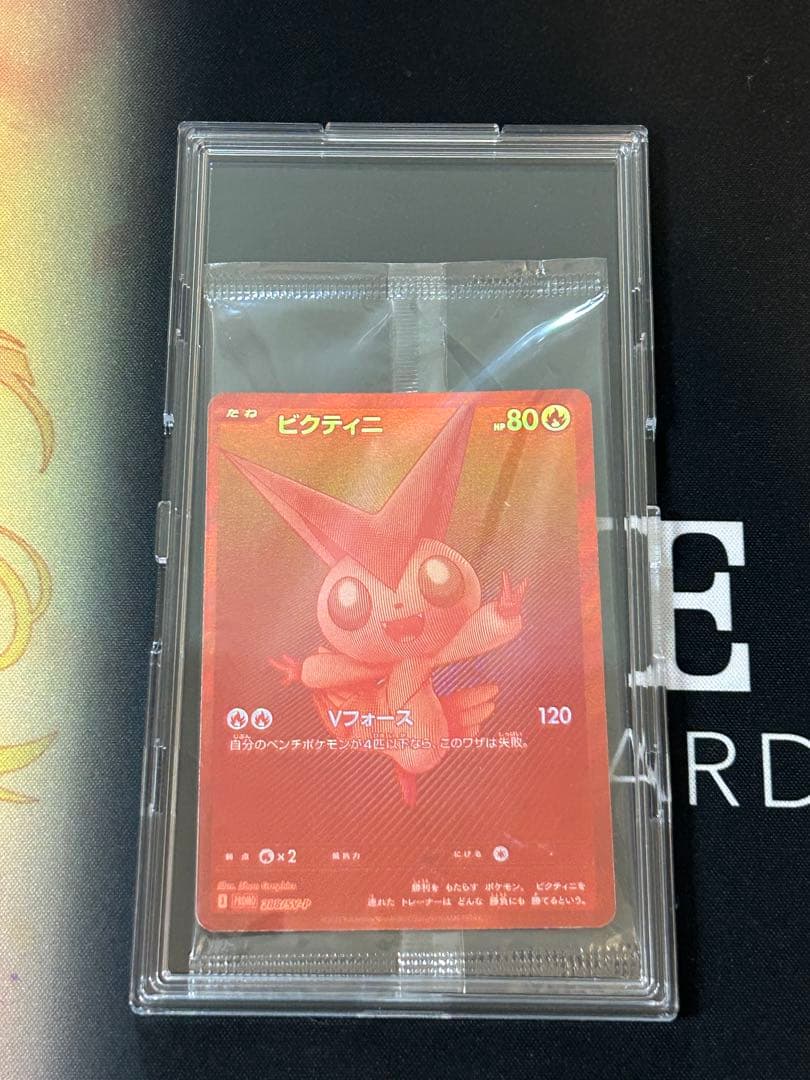 たね ビクティニ HP80
Vフォース 120
自分のベンチポケモンが4匹以下なら、このワザは失敗。
弱点 ×2 抵抗力 にげる
勝利を もたらす ポケモン。 ビクティニを
連れた トレーナーは どんな 勝負にも 勝てるという。
PROMO 288/SV-P
E
ARD